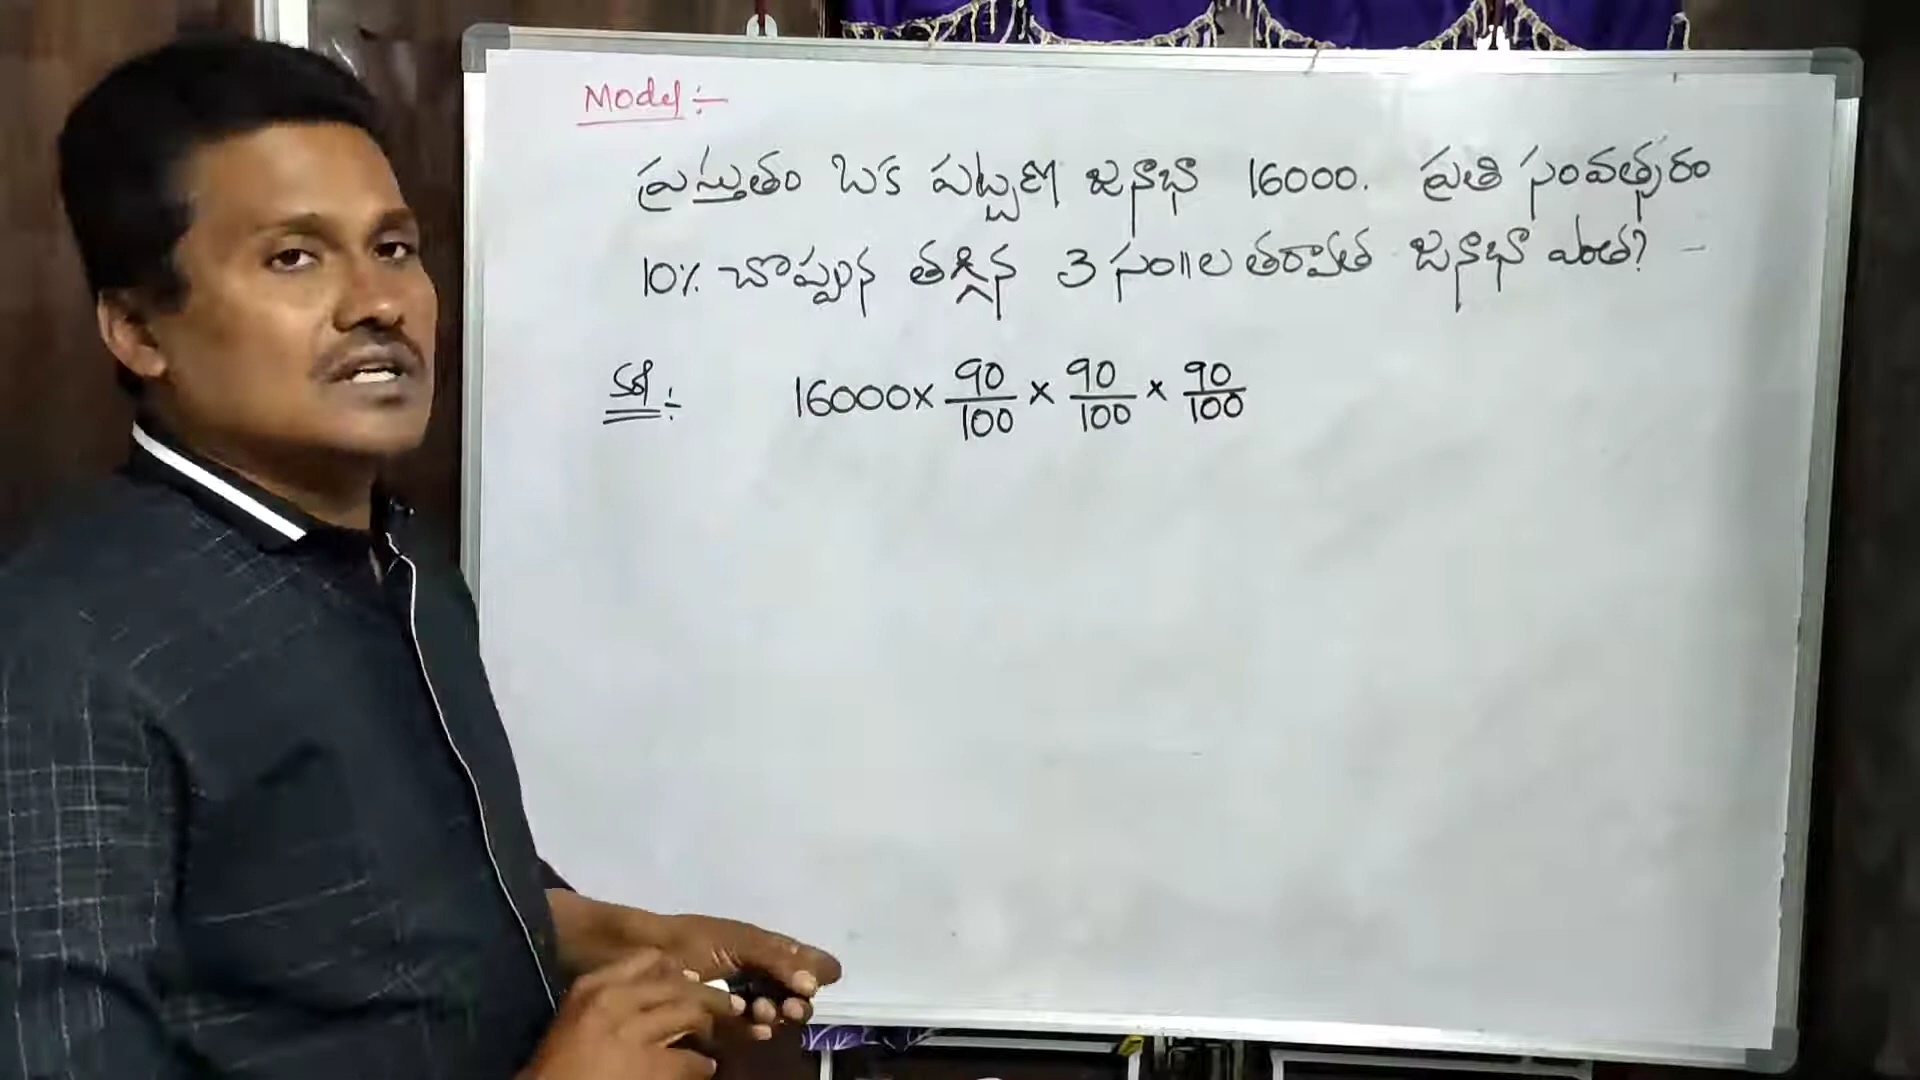 Model :-
ప్రస్తుతం ఒక పట్టణ జనాభా 16000. ప్రతి సంవత్సరం
10% చొప్పున తగ్గిన 3 సం॥ల తర్వాత జనాభా ఎంత? -
సాధ :-
16000 × 90/100 × 90/100 × 90/100